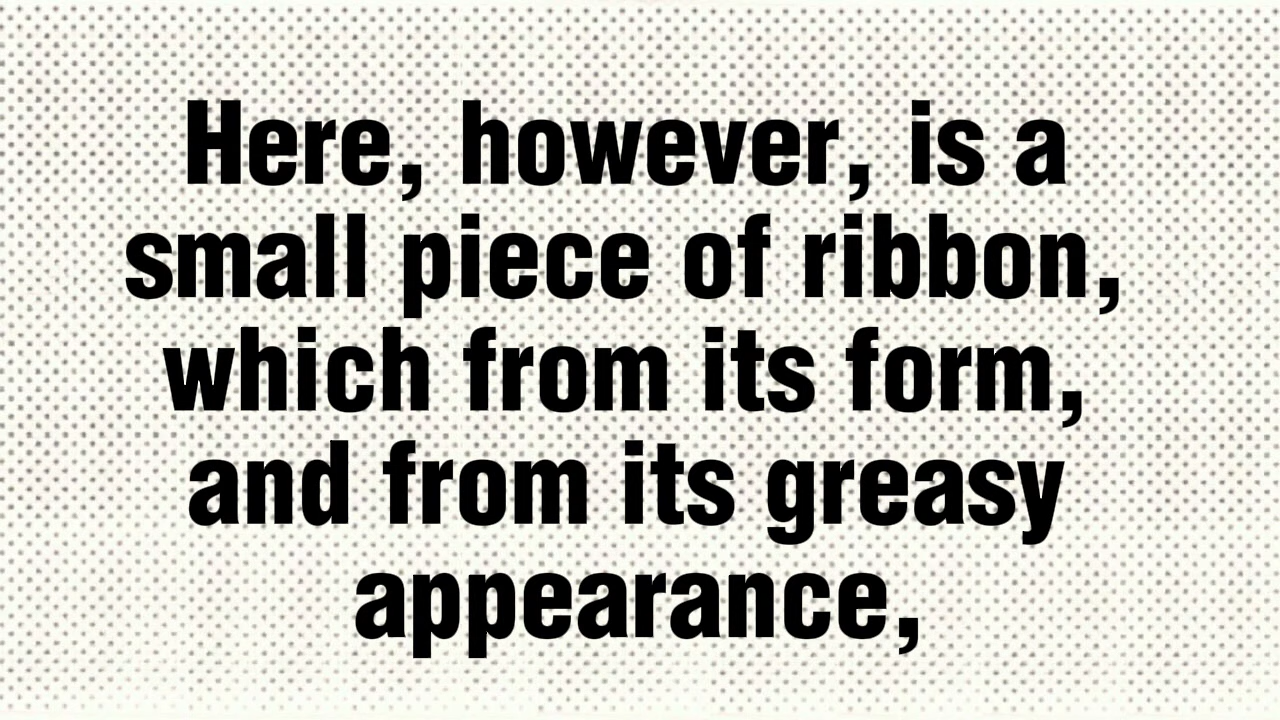 Here, however, is a
small piece of ribbon,
which from its form,
and from its greasy
appearance,